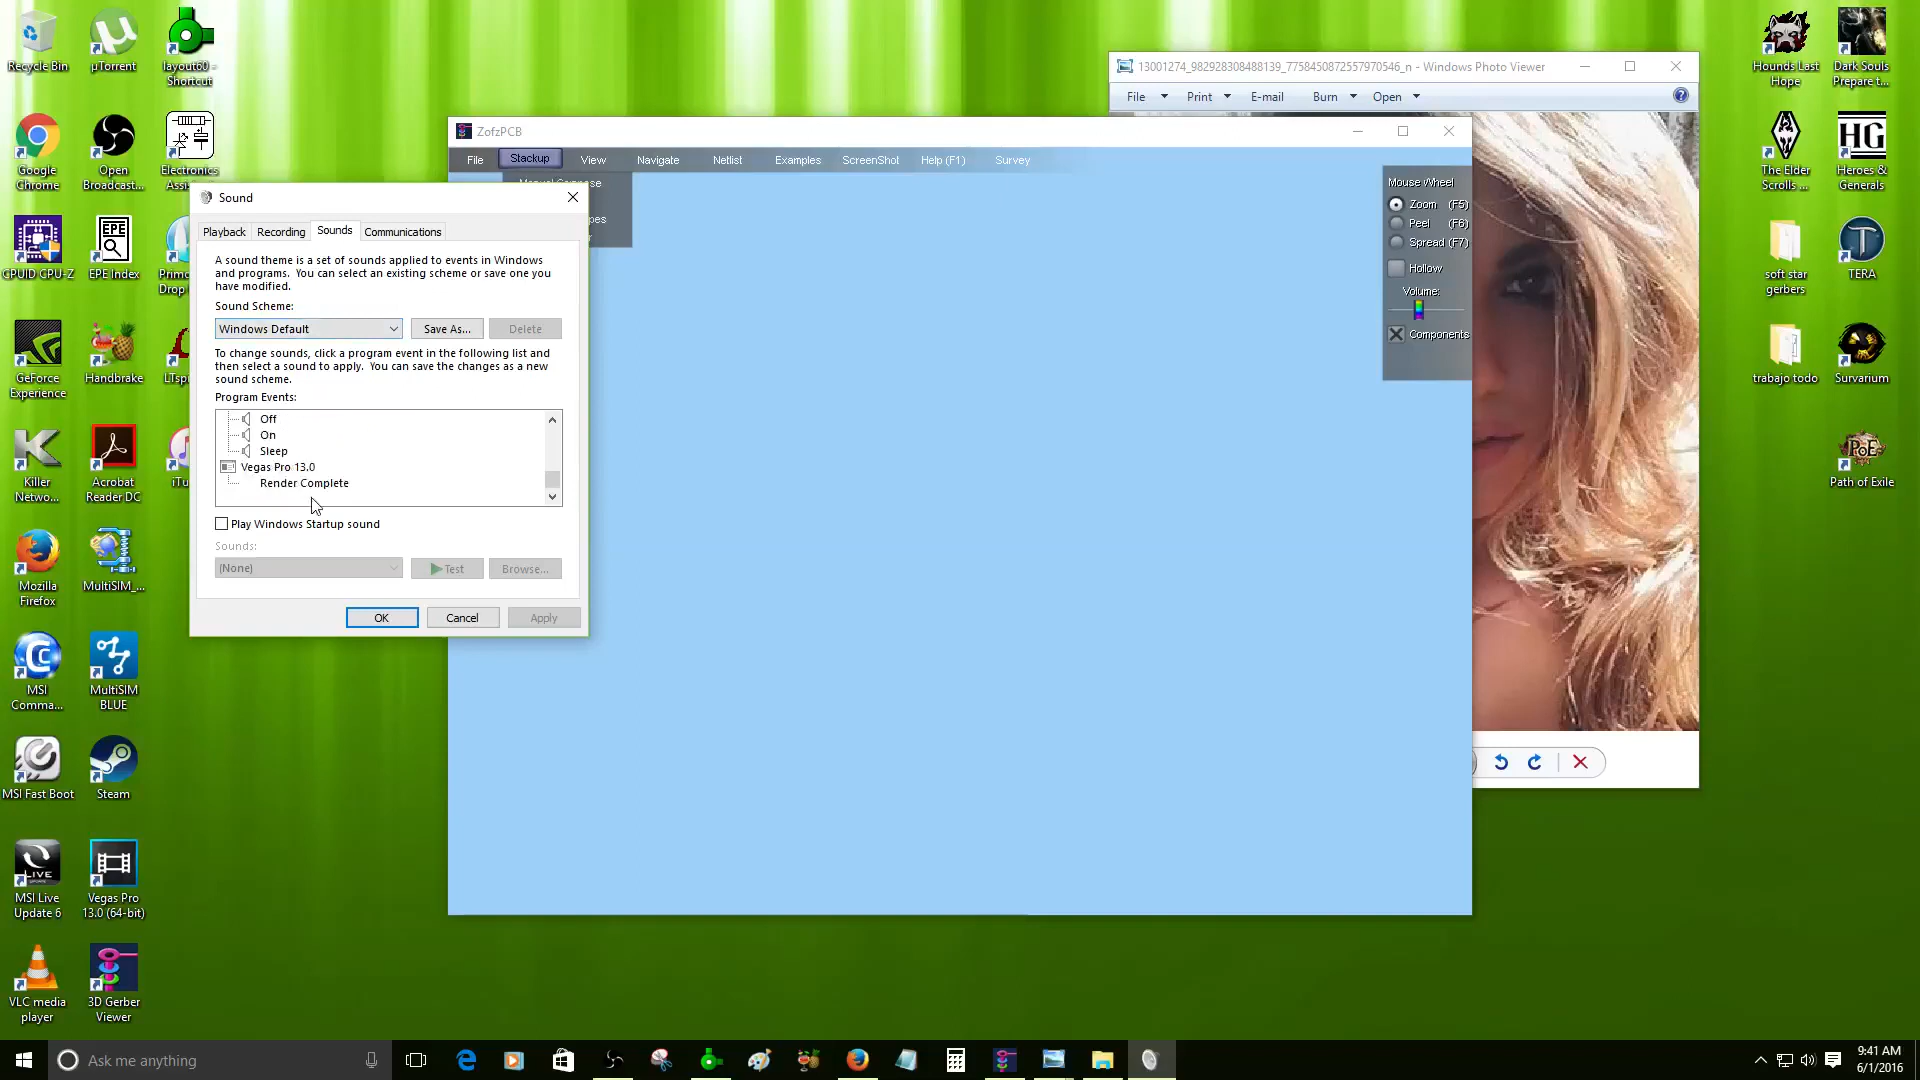 Recycle Bin
µTorrent
layout60 -
Shortcut
Google
Chrome
Open
Broadcast...
Electronics
Assi
CPUID CPU-Z
EPE
EPE Index
Primo
Drop
GeForce
Experience
Handbrake
LTspi
Killer
Netwo...
Acrobat
Reader DC
iTu
Mozilla
Firefox
MultiSIM_...
MSI
Comma...
MultiSIM
BLUE
MSI Fast Boot
Steam
LIVE
MSI Live
Update 6
Vegas Pro
13.0 (64-bit)
VLC media
player
3D Gerber
Viewer
Sound
Playback
Recording
Sounds
Communications
A sound theme is a set of sounds applied to events in Windows
and programs. You can select an existing scheme or save one you
have modified.
Sound Scheme:
Windows Default
Save As...
Delete
To change sounds, click a program event in the following list and
then select a sound to apply. You can save the changes as a new
sound scheme.
Program Events:
Off
On
Sleep
Vegas Pro 13.0
Render Complete
Play Windows Startup sound
Sounds:
(None)
Test
Browse...
OK
Cancel
Apply
ZofzPCB
File
Stackup
View
Navigate
Netlist
Examples
ScreenShot
Help (F1)
Survey
pes
r
Mouse Wheel
Zoom (F5)
Peel (F6)
Spread (F7)
Hollow
Volume:
Components
13001274_982928308488139_7758450872557970546_n - Windows Photo Viewer
File
Print
E-mail
Burn
Open
Hounds Last
Hope
Dark Souls
Prepare t...
The Elder
Scrolls ...
HG
Heroes &
Generals
soft star
gerbers
T
TERA
trabajo todo
Survarium
PoE
Path of Exile
Ask me anything
9:41 AM
6/1/2016